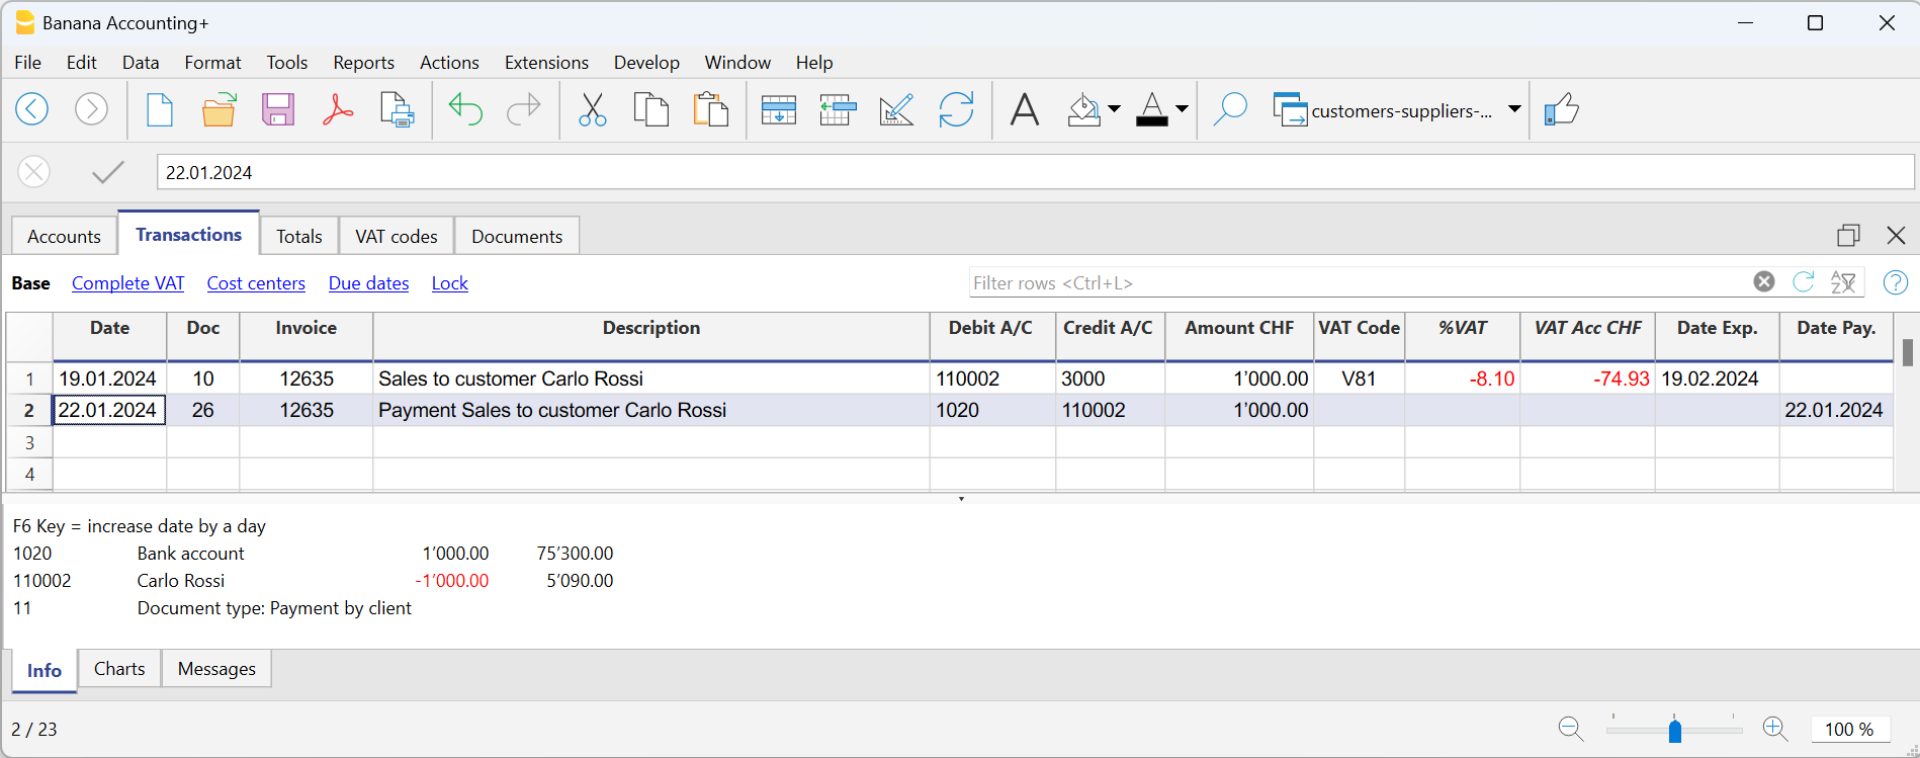 Banana Accounting+
File Edit Data Format Tools Reports Actions Extensions Develop Window Help
customers-suppliers-...
22.01.2024
Accounts Transactions Totals VAT codes Documents
Base Complete VAT Cost centers Due dates Lock Filter rows <Ctrl+L>
Date Doc Invoice Description Debit A/C Credit A/C Amount CHF VAT Code %VAT VAT Acc CHF Date Exp. Date Pay.
1 19.01.2024 10 12635 Sales to customer Carlo Rossi 110002 3000 1'000.00 V81 -8.10 -74.93 19.02.2024
2 22.01.2024 26 12635 Payment Sales to customer Carlo Rossi 1020 110002 1'000.00 22.01.2024
3
4
F6 Key = increase date by a day
1020 Bank account 1'000.00 75'300.00
110002 Carlo Rossi -1'000.00 5'090.00
11 Document type: Payment by client
Info Charts Messages
2 / 23 100 %